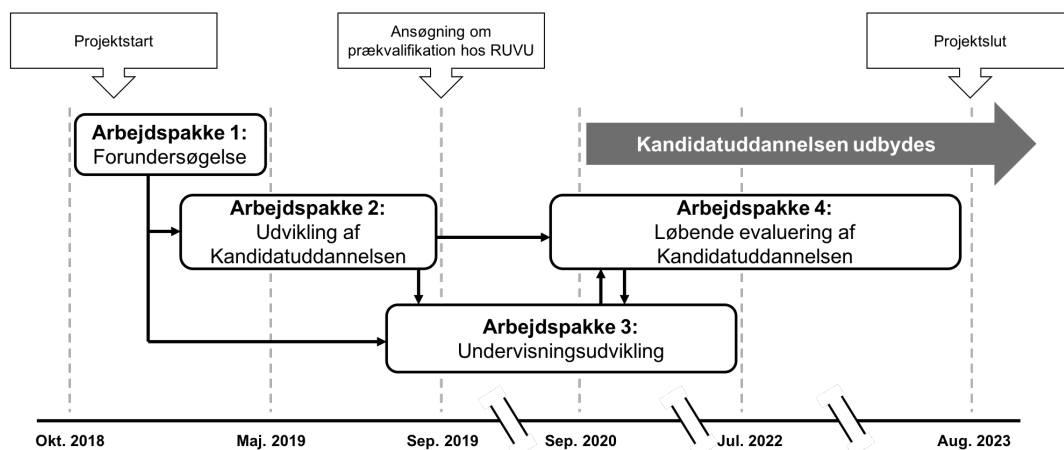 Projektstart
Ansøgning om
prækvalifikation hos RUVU
Projektslut
Arbejdspakke 1:
Forundersøgelse
Kandidatuddannelsen udbydes
Arbejdspakke 2:
Udvikling af
Kandidatuddannelsen
Arbejdspakke 4:
Løbende evaluering af
Kandidatuddannelsen
Arbejdspakke 3:
Undervisningsudvikling
Okt. 2018
Maj. 2019
Sep. 2019
Sep. 2020
Jul. 2022
Aug. 2023